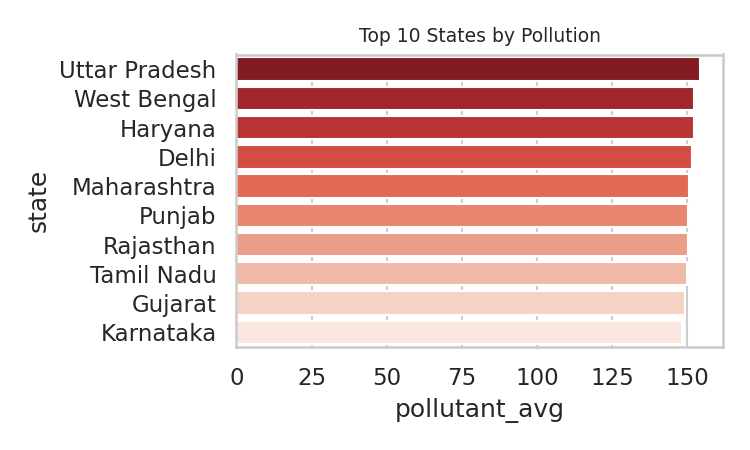 Top 10 States by Pollution
Uttar Pradesh
West Bengal
Haryana
Delhi
Maharashtra
Punjab
Rajasthan
Tamil Nadu
Gujarat
Karnataka
state
0 25 50 75 100 125 150
pollutant_avg